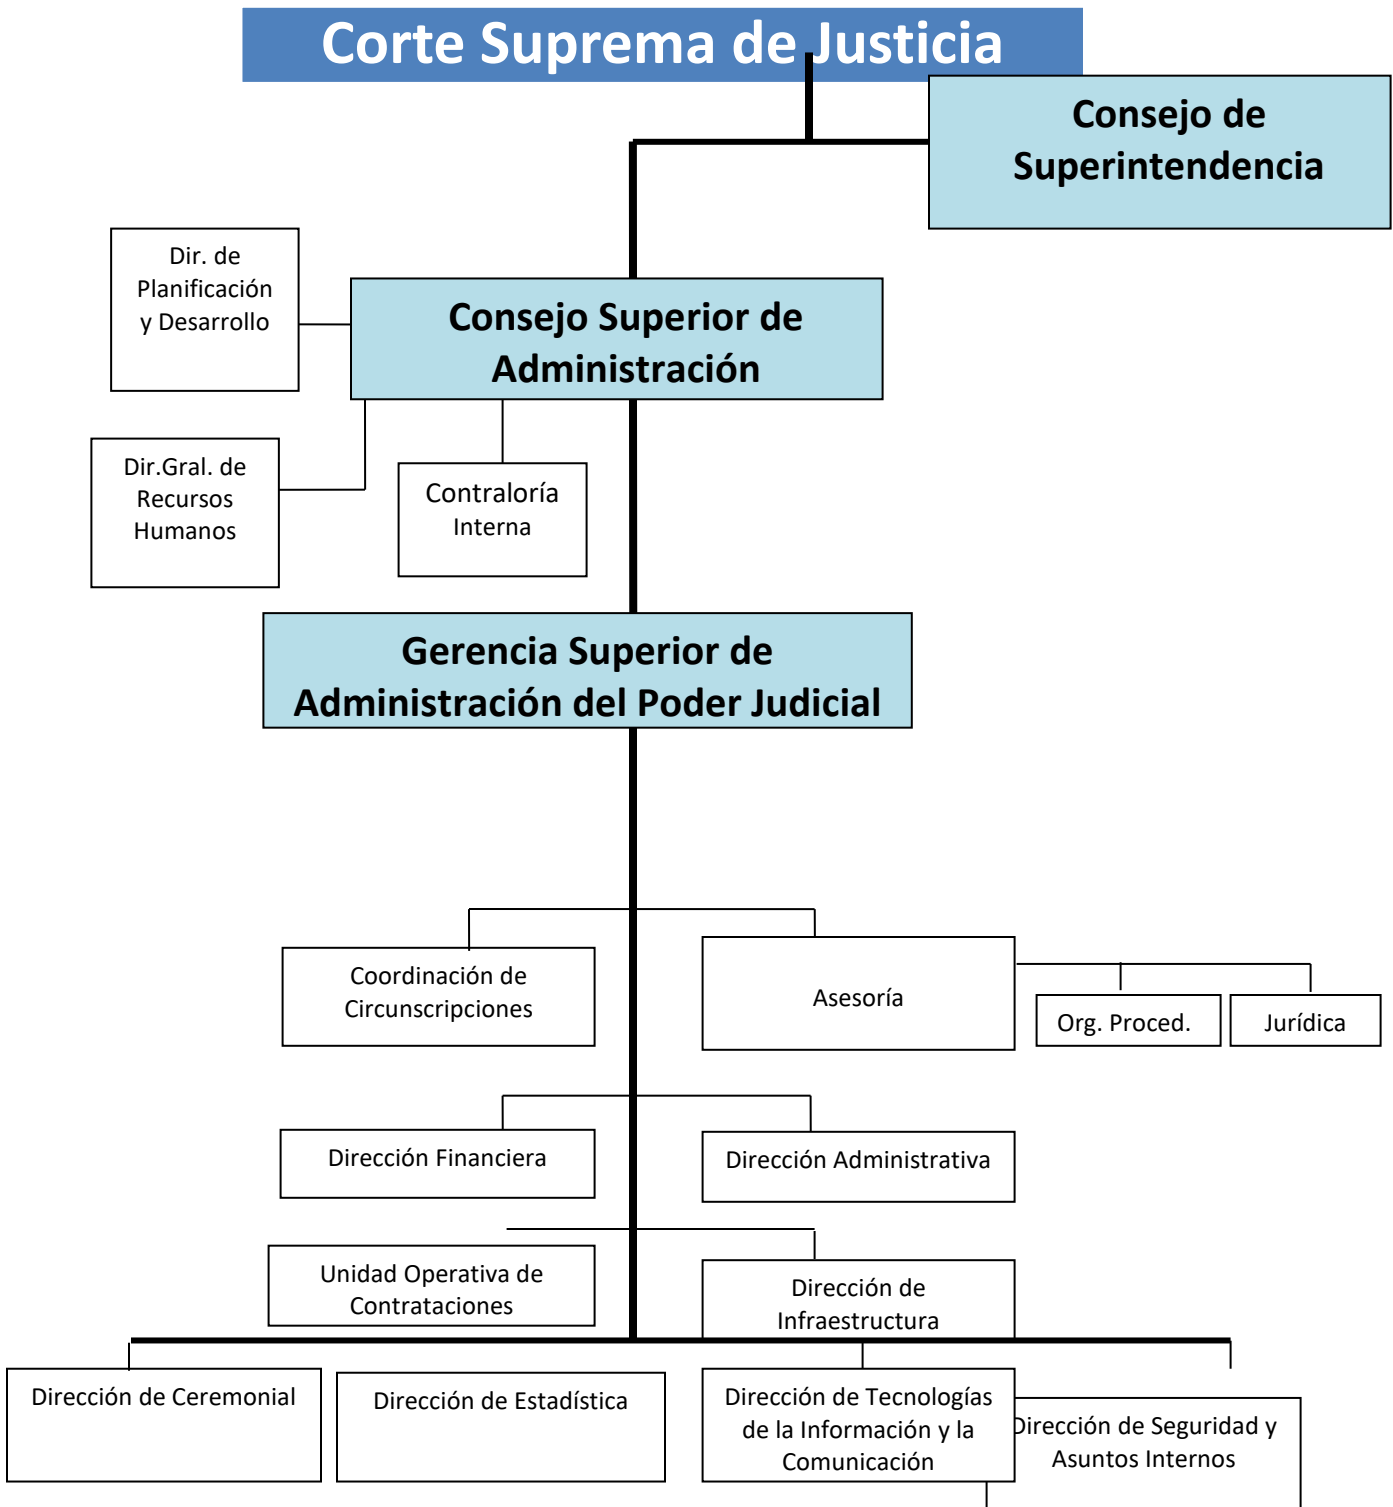 Corte Suprema de Justicia
Consejo de
Superintendencia
Dir. de
Planificación
y Desarrollo
Consejo Superior de
Administración
Dir.Gral. de
Recursos
Humanos
Contraloría
Interna
Gerencia Superior de
Administración del Poder Judicial
Coordinación de
Circunscripciones
Asesoría
Org. Proced.
Jurídica
Dirección Financiera
Dirección Administrativa
Unidad Operativa de
Contrataciones
Dirección de
Infraestructura
Dirección de Ceremonial
Dirección de Estadística
Dirección de Tecnologías
de la Información y la
Comunicación
Dirección de Seguridad y
Asuntos Internos